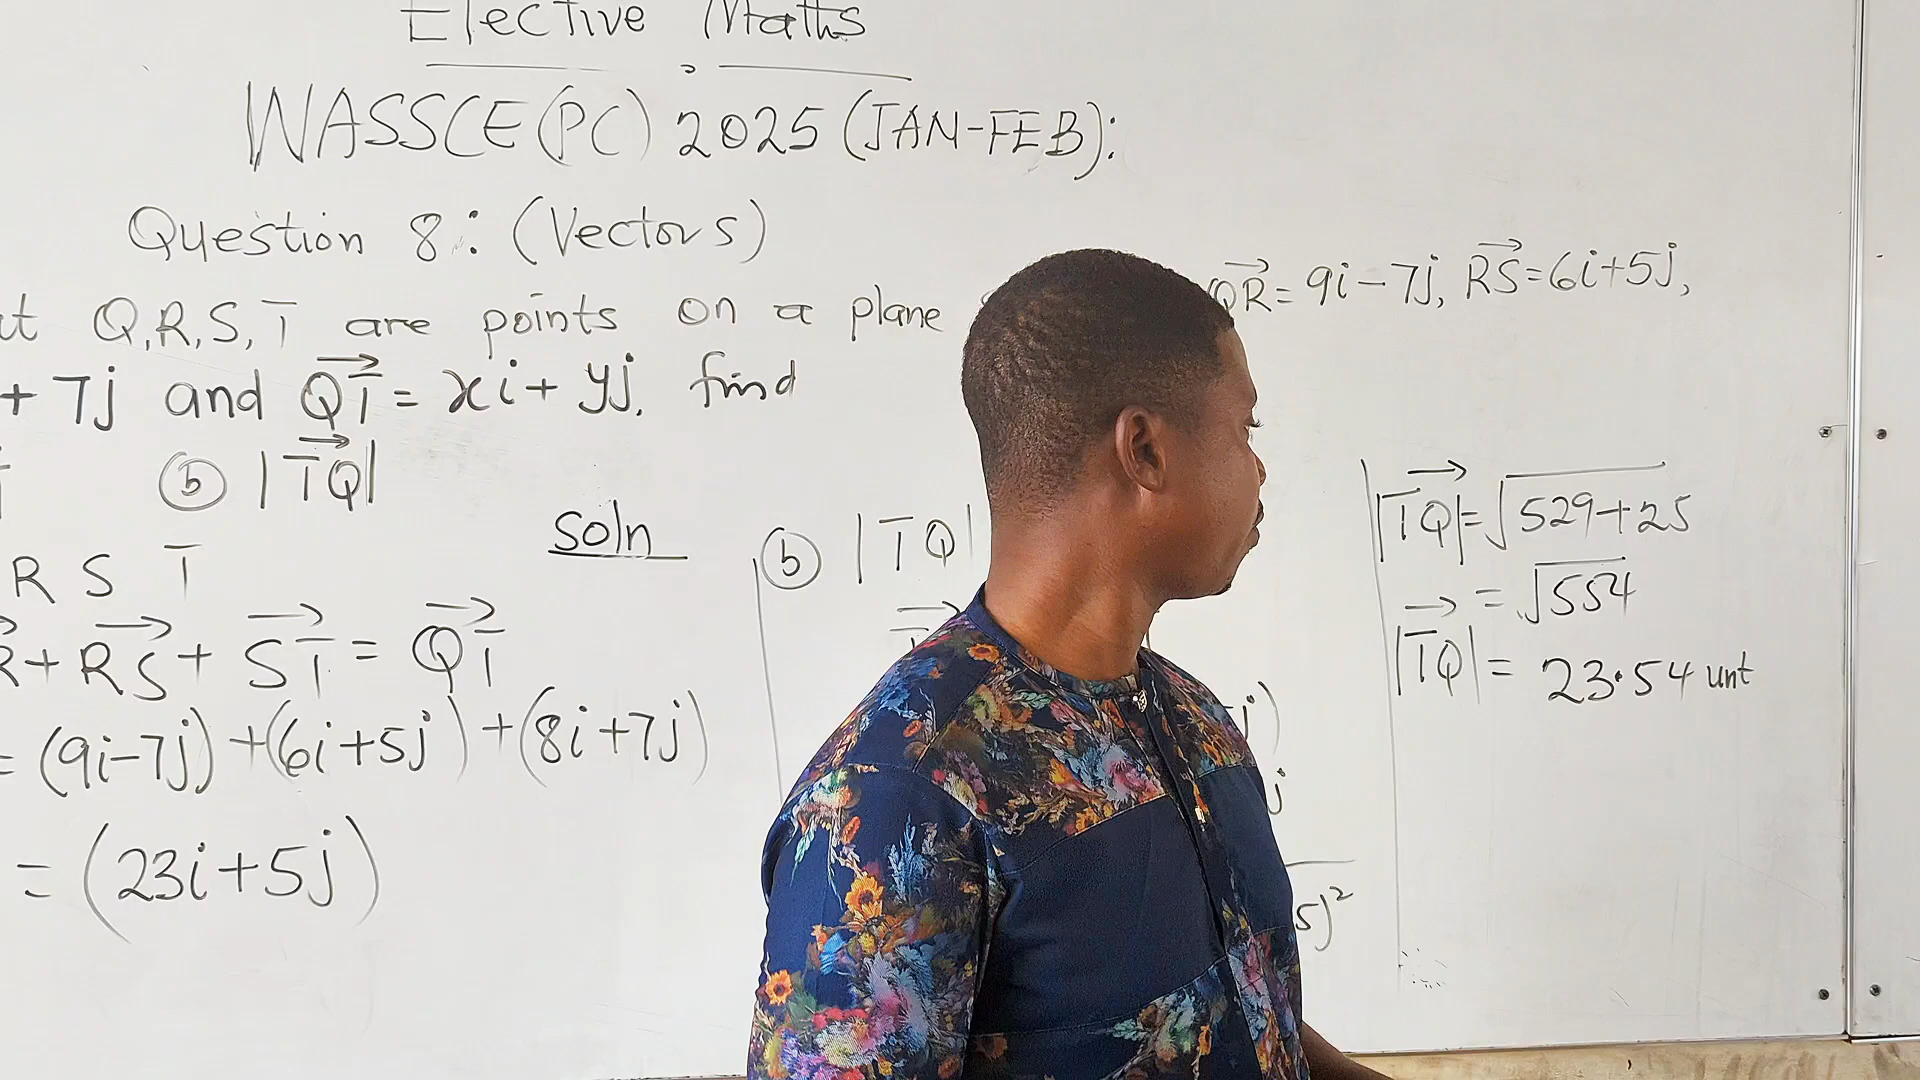 Elective Maths
WASSCE(PC) 2025 (JAN-FEB):
Question 8: (Vectors)
Q,R,S,T are points on a plane
QR = 9i - 7j, RS = 6i + 5j,
+ 7j and QT = xi + yj, find
(b) |TQ|
soln
R S T
R + RS + ST = QT
= (9i-7j) + (6i+5j) + (8i+7j)
= (23i + 5j)
(b) |TQ|
j)
j
5)²
|TQ| = √529+25
= √554
|TQ| = 23.54 unt